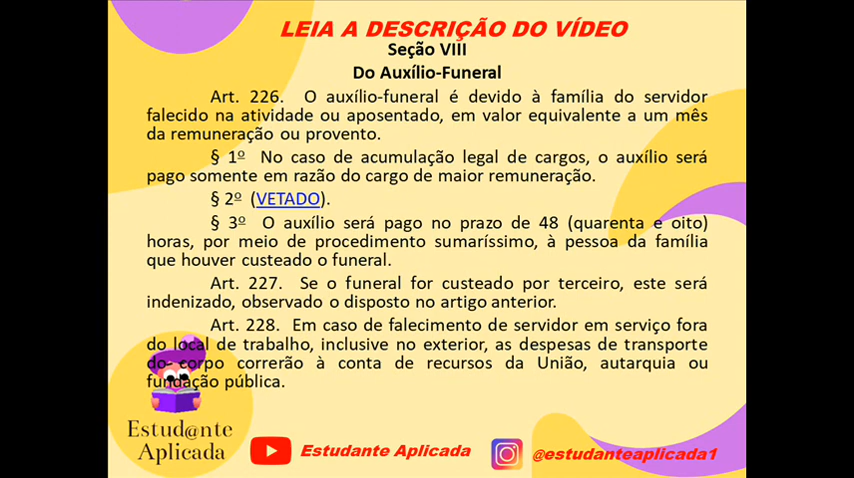 LEIA A DESCRIÇÃO DO VÍDEO
Seção VIII
Do Auxílio-Funeral
Art. 226. O auxílio-funeral é devido à família do servidor
falecido na atividade ou aposentado, em valor equivalente a um mês
da remuneração ou provento.
§ 1º No caso de acumulação legal de cargos, o auxílio será
pago somente em razão do cargo de maior remuneração.
§ 2º (VETADO).
§ 3º O auxílio será pago no prazo de 48 (quarenta e oito)
horas, por meio de procedimento sumaríssimo, à pessoa da família
que houver custeado o funeral.
Art. 227. Se o funeral for custeado por terceiro, este será
indenizado, observado o disposto no artigo anterior.
Art. 228. Em caso de falecimento de servidor em serviço fora
do local de trabalho, inclusive no exterior, as despesas de transporte
do corpo correrão à conta de recursos da União, autarquia ou
fundação pública.
Estud@nte
Aplicada
Estudante Aplicada
@estudanteaplicada1